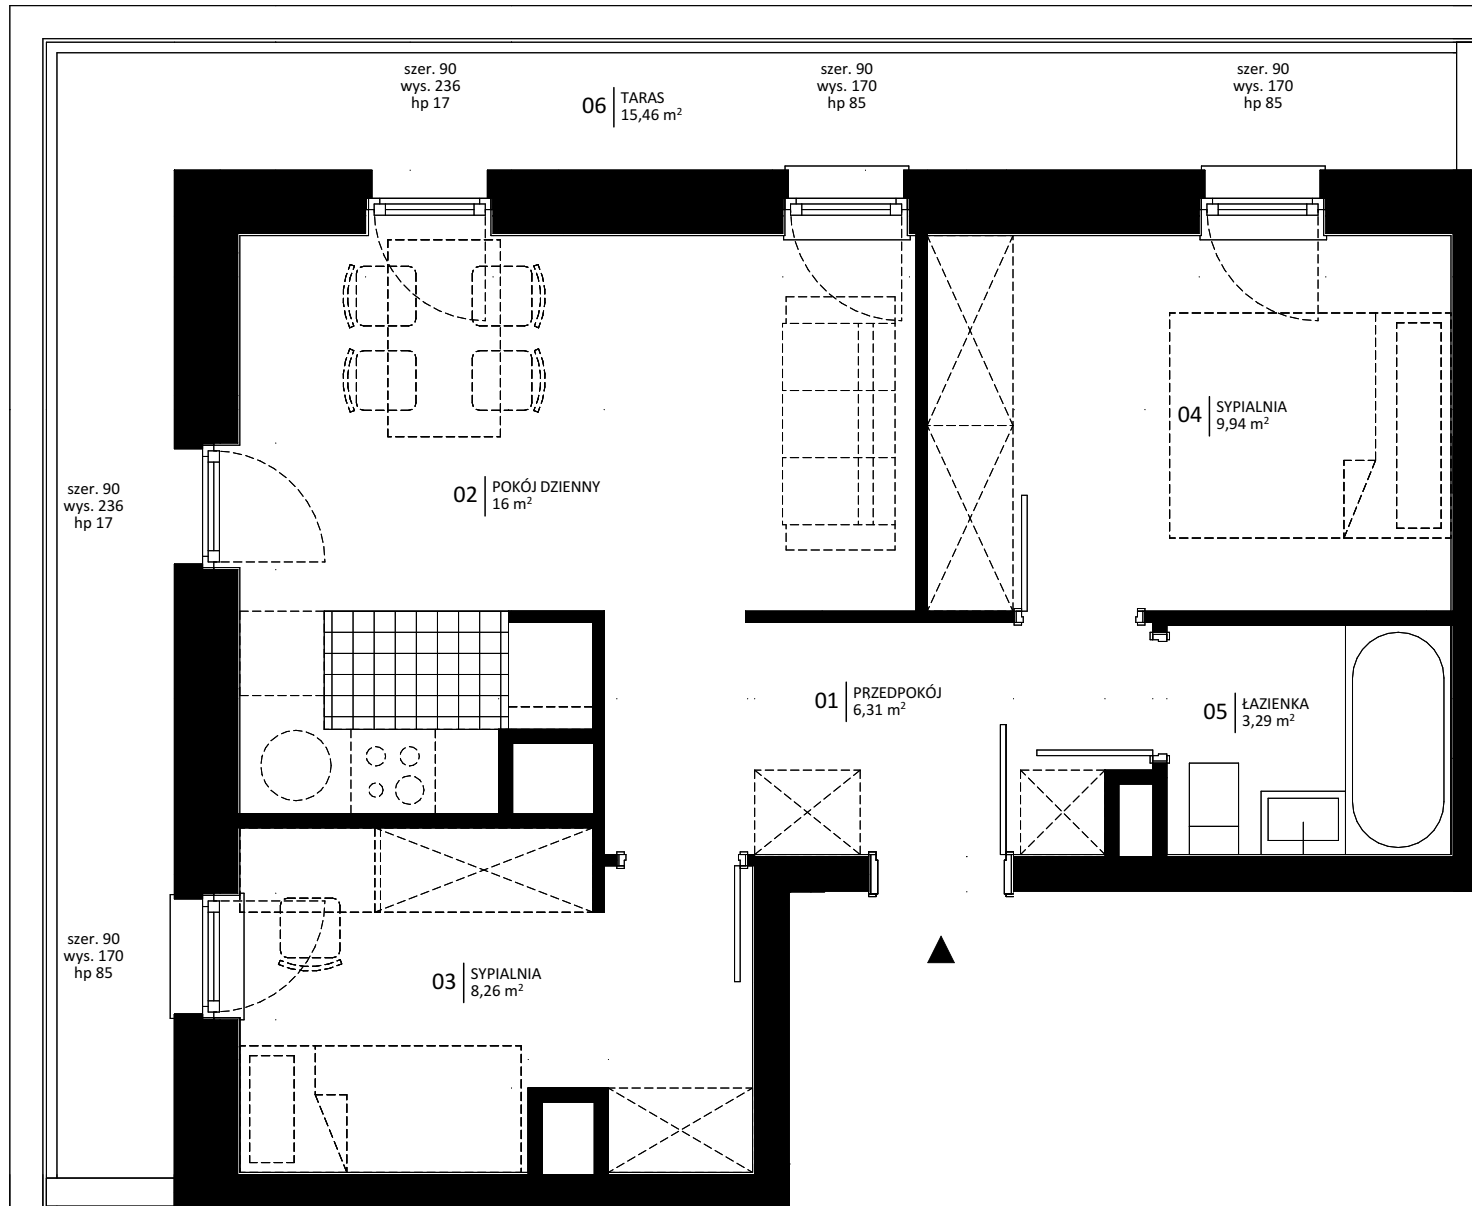 szer. 90
wys. 236
hp 17
06
TARAS
15,46 m²
szer. 90
wys. 170
hp 85
szer. 90
wys. 170
hp 85
04
SYPIALNIA
9,94 m²
szer. 90
wys. 236
hp 17
02
POKÓJ DZIENNY
16 m²
01
PRZEDPOKÓJ
6,31 m²
05
ŁAZIENKA
3,29 m²
szer. 90
wys. 170
hp 85
03
SYPIALNIA
8,26 m²